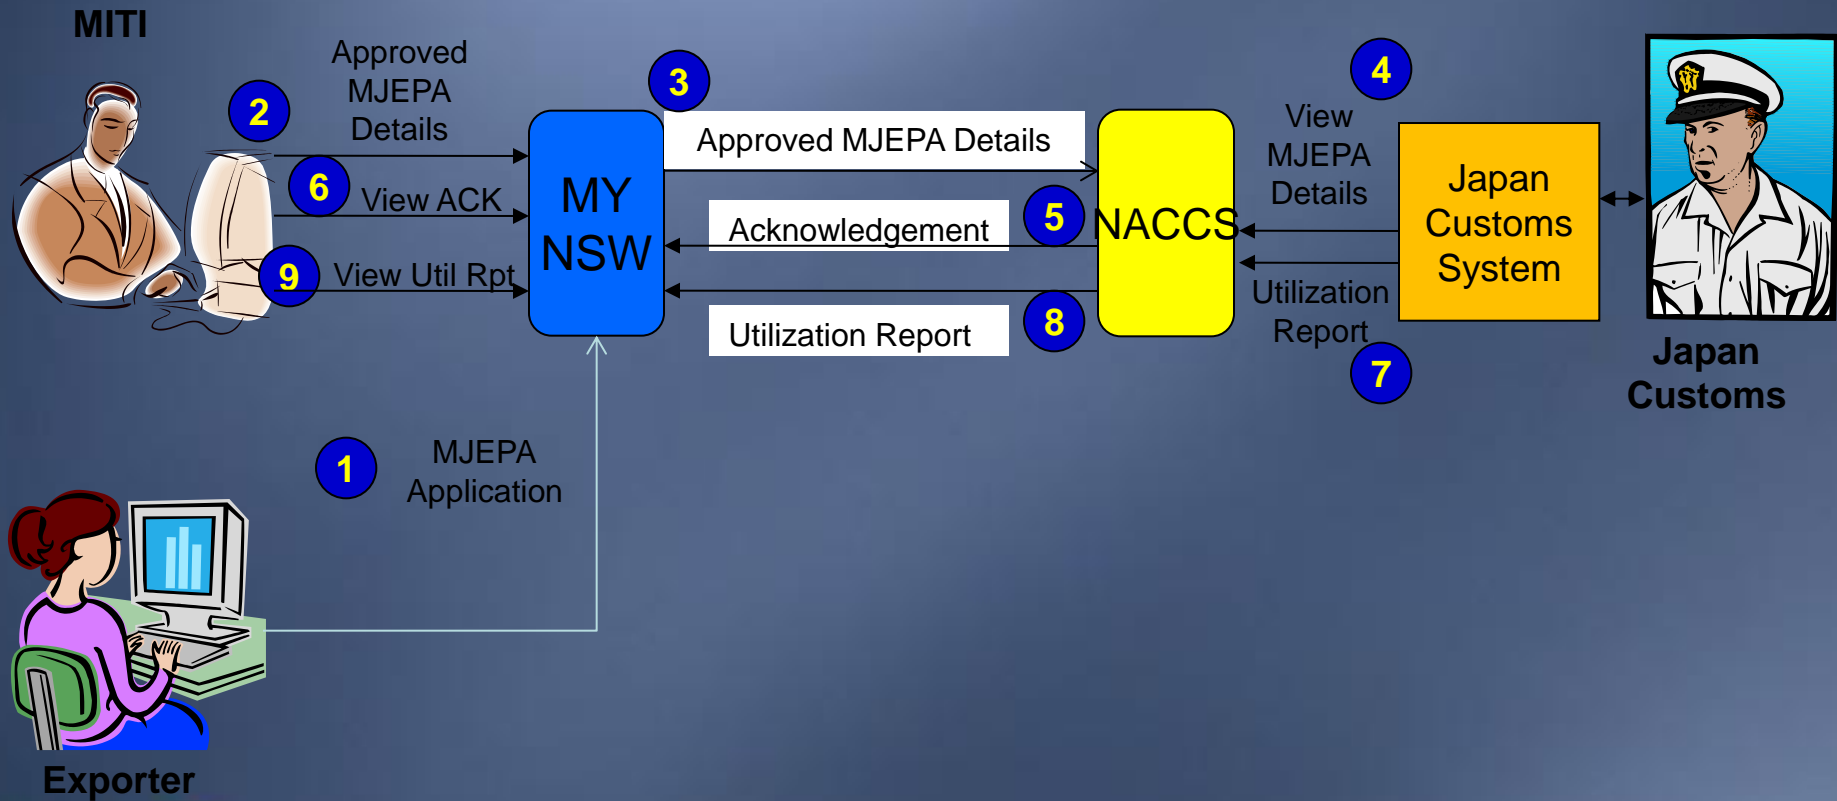 MITI
2
Approved
MJEPA
Details
6
View ACK
9
View Util Rpt
MY
NSW
3
Approved MJEPA Details
Acknowledgement
5
8
Utilization Report
NACCS
4
View
MJEPA
Details
Utilization
Report
7
Japan
Customs
System
Japan
Customs
1
MJEPA
Application
Exporter